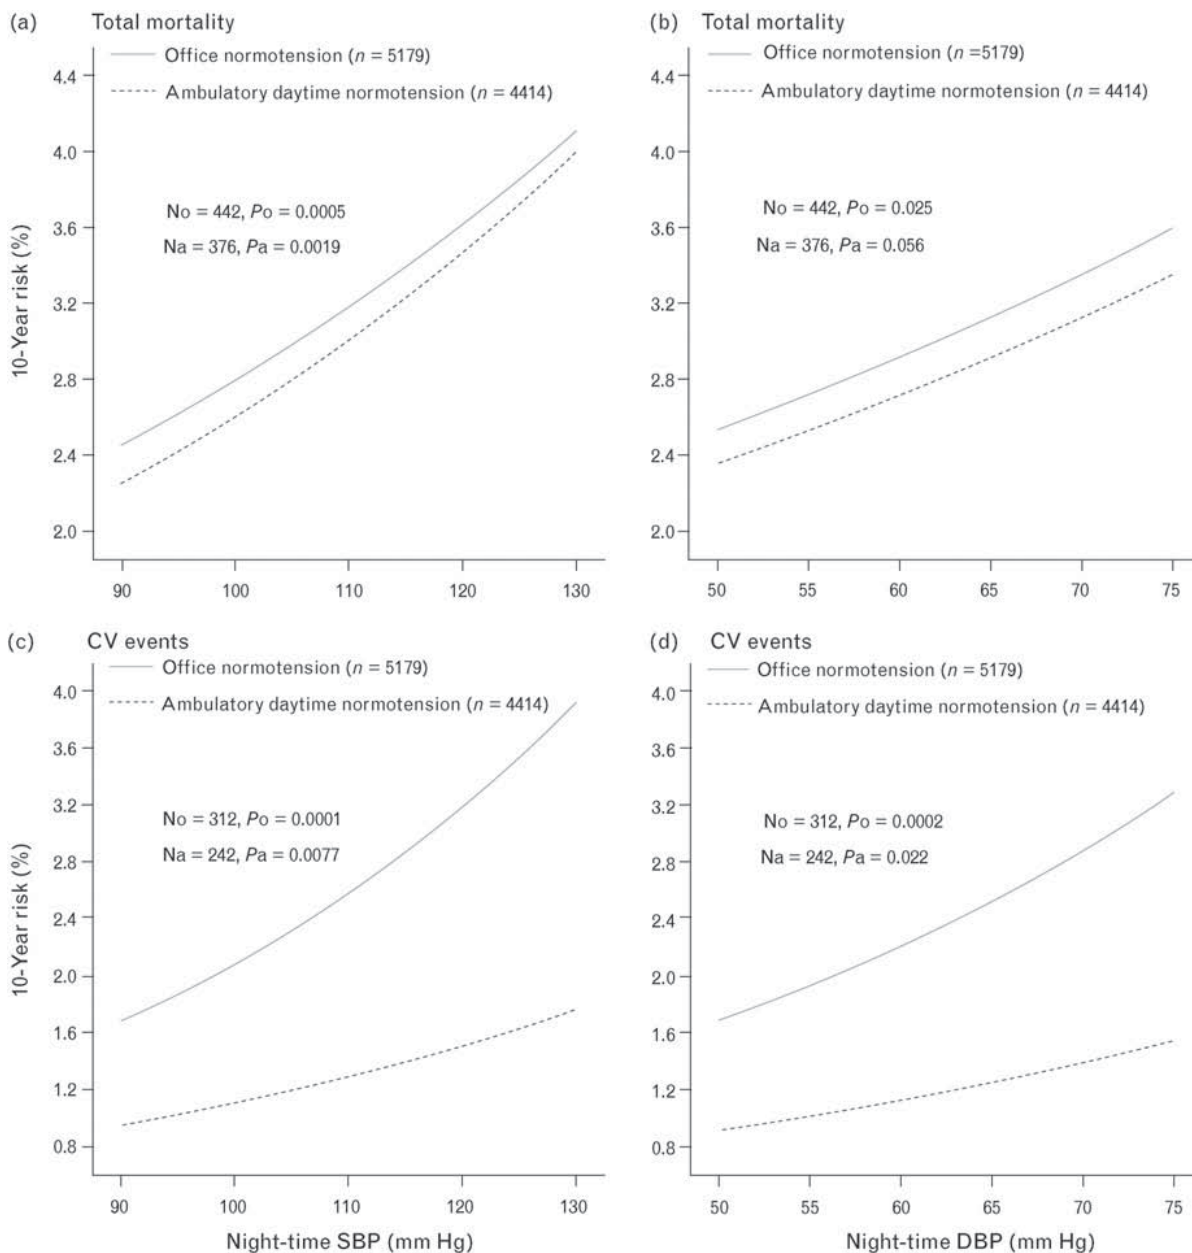 (a) Total mortality
Office normotension (n = 5179)
Ambulatory daytime normotension (n = 4414)
4.4
4.0
3.6
3.2
2.8
2.4
2.0
No = 442, Po = 0.0005
Na = 376, Pa = 0.0019
10-Year risk (%)
90 100 110 120 130
(b) Total mortality
Office normotension (n =5179)
Ambulatory daytime normotension (n = 4414)
4.4
4.0
3.6
3.2
2.8
2.4
2.0
No = 442, Po = 0.025
Na = 376, Pa = 0.056
50 55 60 65 70 75
(c) CV events
Office normotension (n = 5179)
Ambulatory daytime normotension (n = 4414)
4.0
3.6
3.2
2.8
2.4
2.0
1.6
1.2
0.8
No = 312, Po = 0.0001
Na = 242, Pa = 0.0077
10-Year risk (%)
90 100 110 120 130
Night-time SBP (mm Hg)
(d) CV events
Office normotension (n = 5179)
Ambulatory daytime normotension (n = 4414)
4.0
3.6
3.2
2.8
2.4
2.0
1.6
1.2
0.8
No = 312, Po = 0.0002
Na = 242, Pa = 0.022
50 55 60 65 70 75
Night-time DBP (mm Hg)